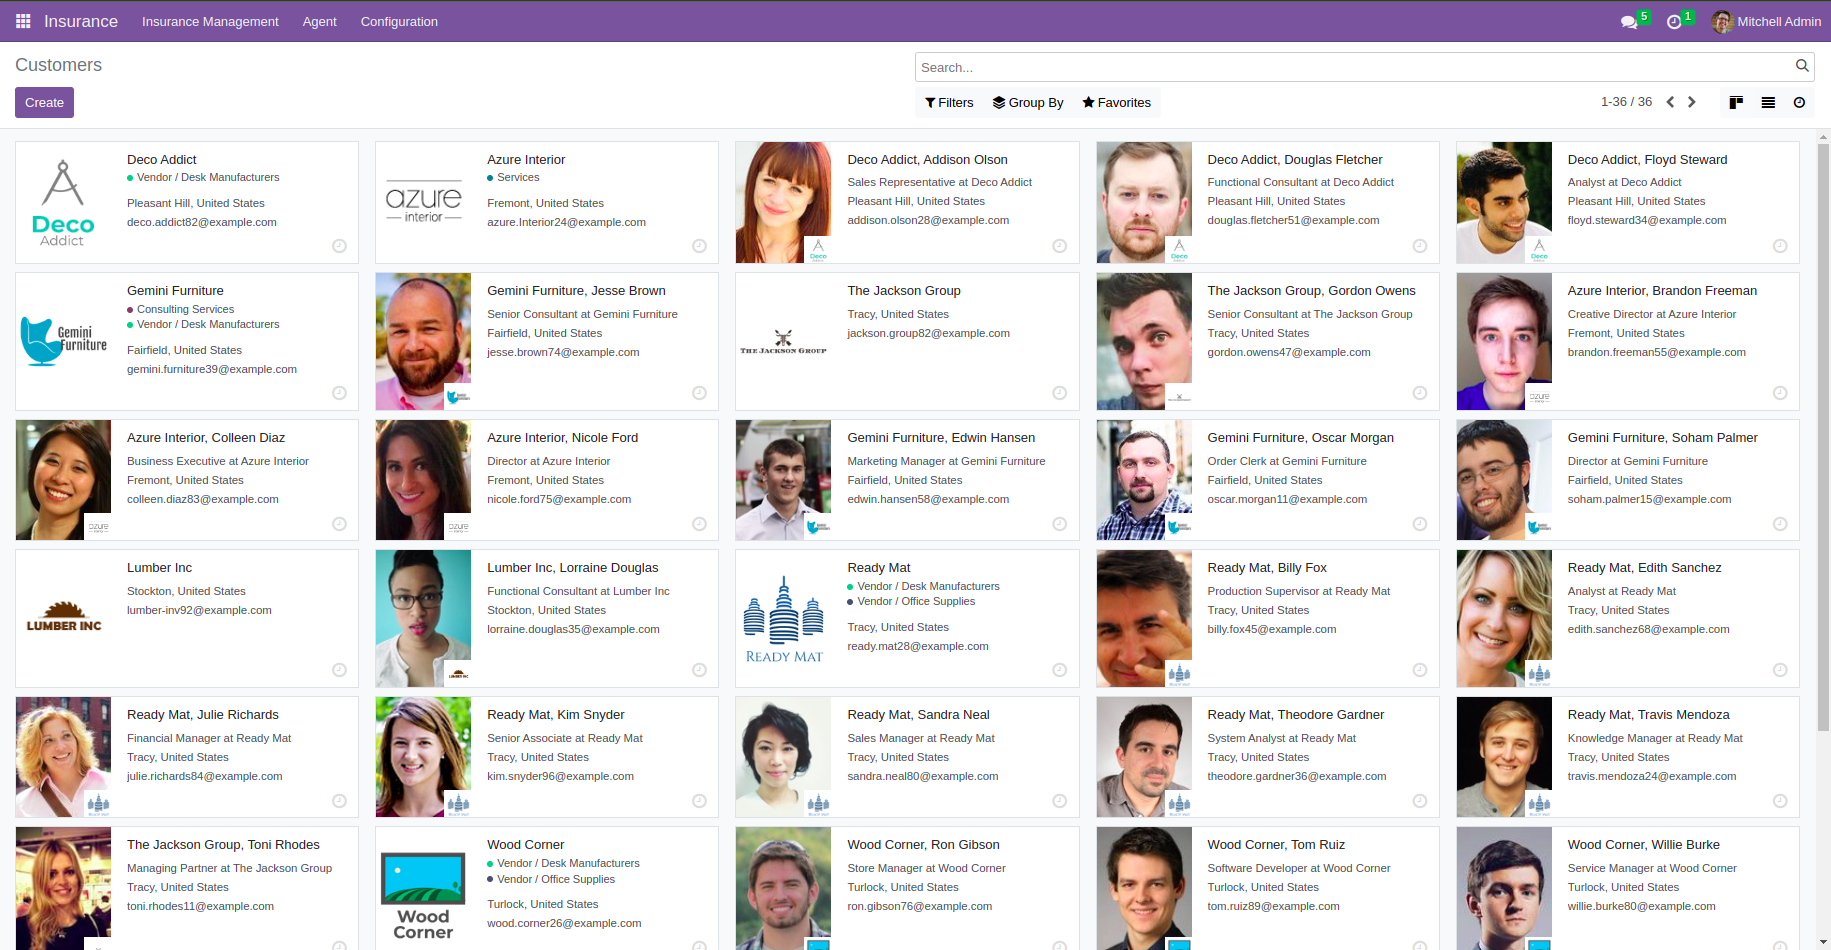 Insurance Insurance Management Agent Configuration 5 1 Mitchell Admin
Customers
Search...
Create
Filters Group By Favorites 1-36 / 36
Deco Addict
Deco Addict
Vendor / Desk Manufacturers
Pleasant Hill, United States
deco.addict82@example.com
azure interior
Azure Interior
Services
Fremont, United States
azure.Interior24@example.com
Deco Addict, Addison Olson
Sales Representative at Deco Addict
Pleasant Hill, United States
addison.olson28@example.com
Deco
Deco Addict, Douglas Fletcher
Functional Consultant at Deco Addict
Pleasant Hill, United States
douglas.fletcher51@example.com
Deco
Deco Addict, Floyd Steward
Analyst at Deco Addict
Pleasant Hill, United States
floyd.steward34@example.com
Deco
Gemini Furniture
Gemini Furniture
Consulting Services
Vendor / Desk Manufacturers
Fairfield, United States
gemini.furniture39@example.com
Gemini Furniture, Jesse Brown
Senior Consultant at Gemini Furniture
Fairfield, United States
jesse.brown74@example.com
The Jackson Group
The Jackson Group
Tracy, United States
jackson.group82@example.com
The Jackson Group, Gordon Owens
Senior Consultant at The Jackson Group
Tracy, United States
gordon.owens47@example.com
Azure Interior, Brandon Freeman
Creative Director at Azure Interior
Fremont, United States
brandon.freeman55@example.com
azure
Azure Interior, Colleen Diaz
Business Executive at Azure Interior
Fremont, United States
colleen.diaz83@example.com
azure
Azure Interior, Nicole Ford
Director at Azure Interior
Fremont, United States
nicole.ford75@example.com
azure
Gemini Furniture, Edwin Hansen
Marketing Manager at Gemini Furniture
Fairfield, United States
edwin.hansen58@example.com
Gemini Furniture, Oscar Morgan
Order Clerk at Gemini Furniture
Fairfield, United States
oscar.morgan11@example.com
Gemini Furniture, Soham Palmer
Director at Gemini Furniture
Fairfield, United States
soham.palmer15@example.com
LUMBER INC
Lumber Inc
Stockton, United States
lumber-inv92@example.com
Lumber Inc, Lorraine Douglas
Functional Consultant at Lumber Inc
Stockton, United States
lorraine.douglas35@example.com
LUMBER INC
READY MAT
Ready Mat
Vendor / Desk Manufacturers
Vendor / Office Supplies
Tracy, United States
ready.mat28@example.com
Ready Mat, Billy Fox
Production Supervisor at Ready Mat
Tracy, United States
billy.fox45@example.com
Ready Mat, Edith Sanchez
Analyst at Ready Mat
Tracy, United States
edith.sanchez68@example.com
Ready Mat, Julie Richards
Financial Manager at Ready Mat
Tracy, United States
julie.richards84@example.com
Ready Mat, Kim Snyder
Senior Associate at Ready Mat
Tracy, United States
kim.snyder96@example.com
Ready Mat, Sandra Neal
Sales Manager at Ready Mat
Tracy, United States
sandra.neal80@example.com
Ready Mat, Theodore Gardner
System Analyst at Ready Mat
Tracy, United States
theodore.gardner36@example.com
Ready Mat, Travis Mendoza
Knowledge Manager at Ready Mat
Tracy, United States
travis.mendoza24@example.com
The Jackson Group, Toni Rhodes
Managing Partner at The Jackson Group
Tracy, United States
toni.rhodes11@example.com
Wood Corner
Wood Corner
Vendor / Desk Manufacturers
Vendor / Office Supplies
Turlock, United States
wood.corner26@example.com
Wood Corner, Ron Gibson
Store Manager at Wood Corner
Turlock, United States
ron.gibson76@example.com
Wood Corner, Tom Ruiz
Software Developer at Wood Corner
Turlock, United States
tom.ruiz89@example.com
Wood Corner, Willie Burke
Service Manager at Wood Corner
Turlock, United States
willie.burke80@example.com